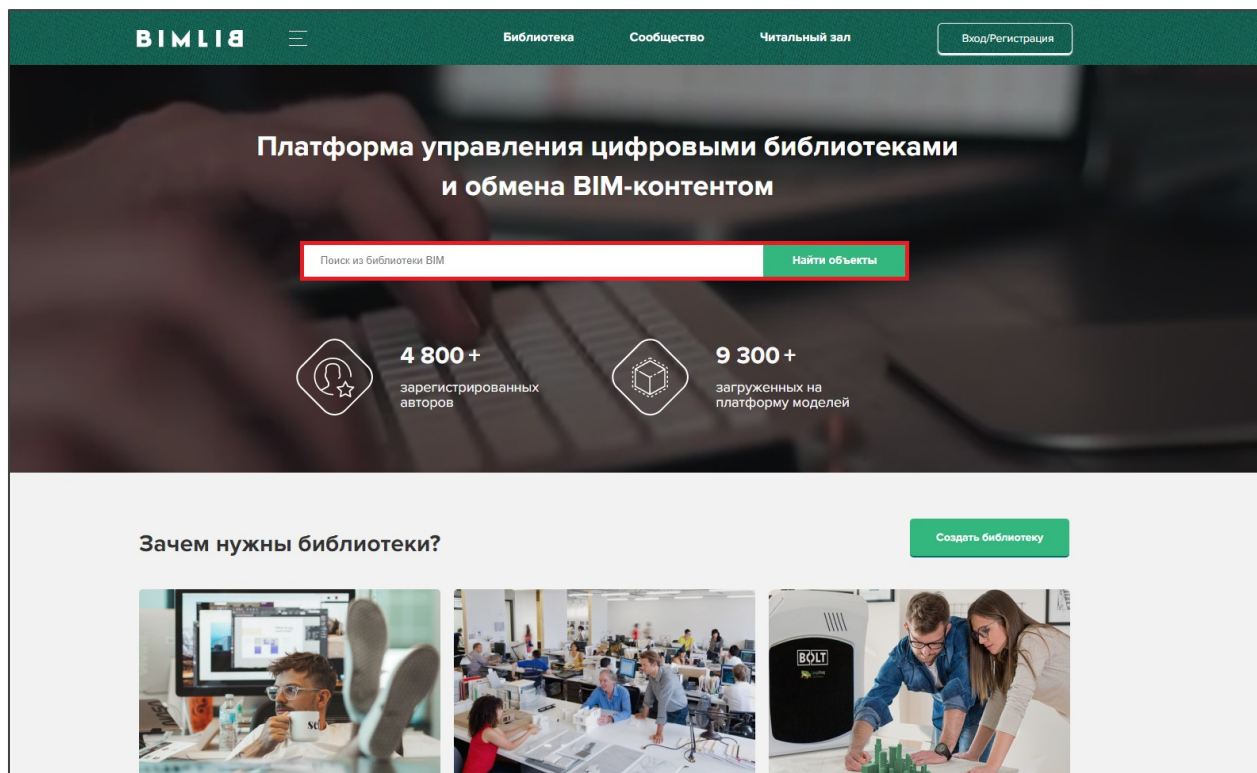 BIMLIB
Библиотека
Сообщество
Читальный зал
Вход/Регистрация
Платформа управления цифровыми библиотеками
и обмена BIM-контентом
Поиск из библиотеки BIM
Найти объекты
4 800 +
зарегистрированных
авторов
9 300 +
загруженных на
платформу моделей
Зачем нужны библиотеки?
Создать библиотеку
BOLT